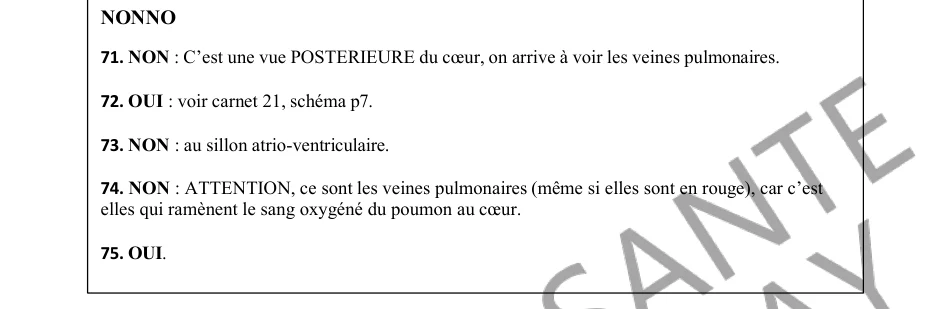 NONNO
71. NON : C’est une vue POSTERIEURE du cœur, on arrive à voir les veines pulmonaires.
72. OUI : voir carnet 21, schéma p7.
73. NON : au sillon atrio-ventriculaire.
74. NON : ATTENTION, ce sont les veines pulmonaires (même si elles sont en rouge), car c’est
elles qui ramènent le sang oxygéné du poumon au cœur.
75. OUI.
SANTE